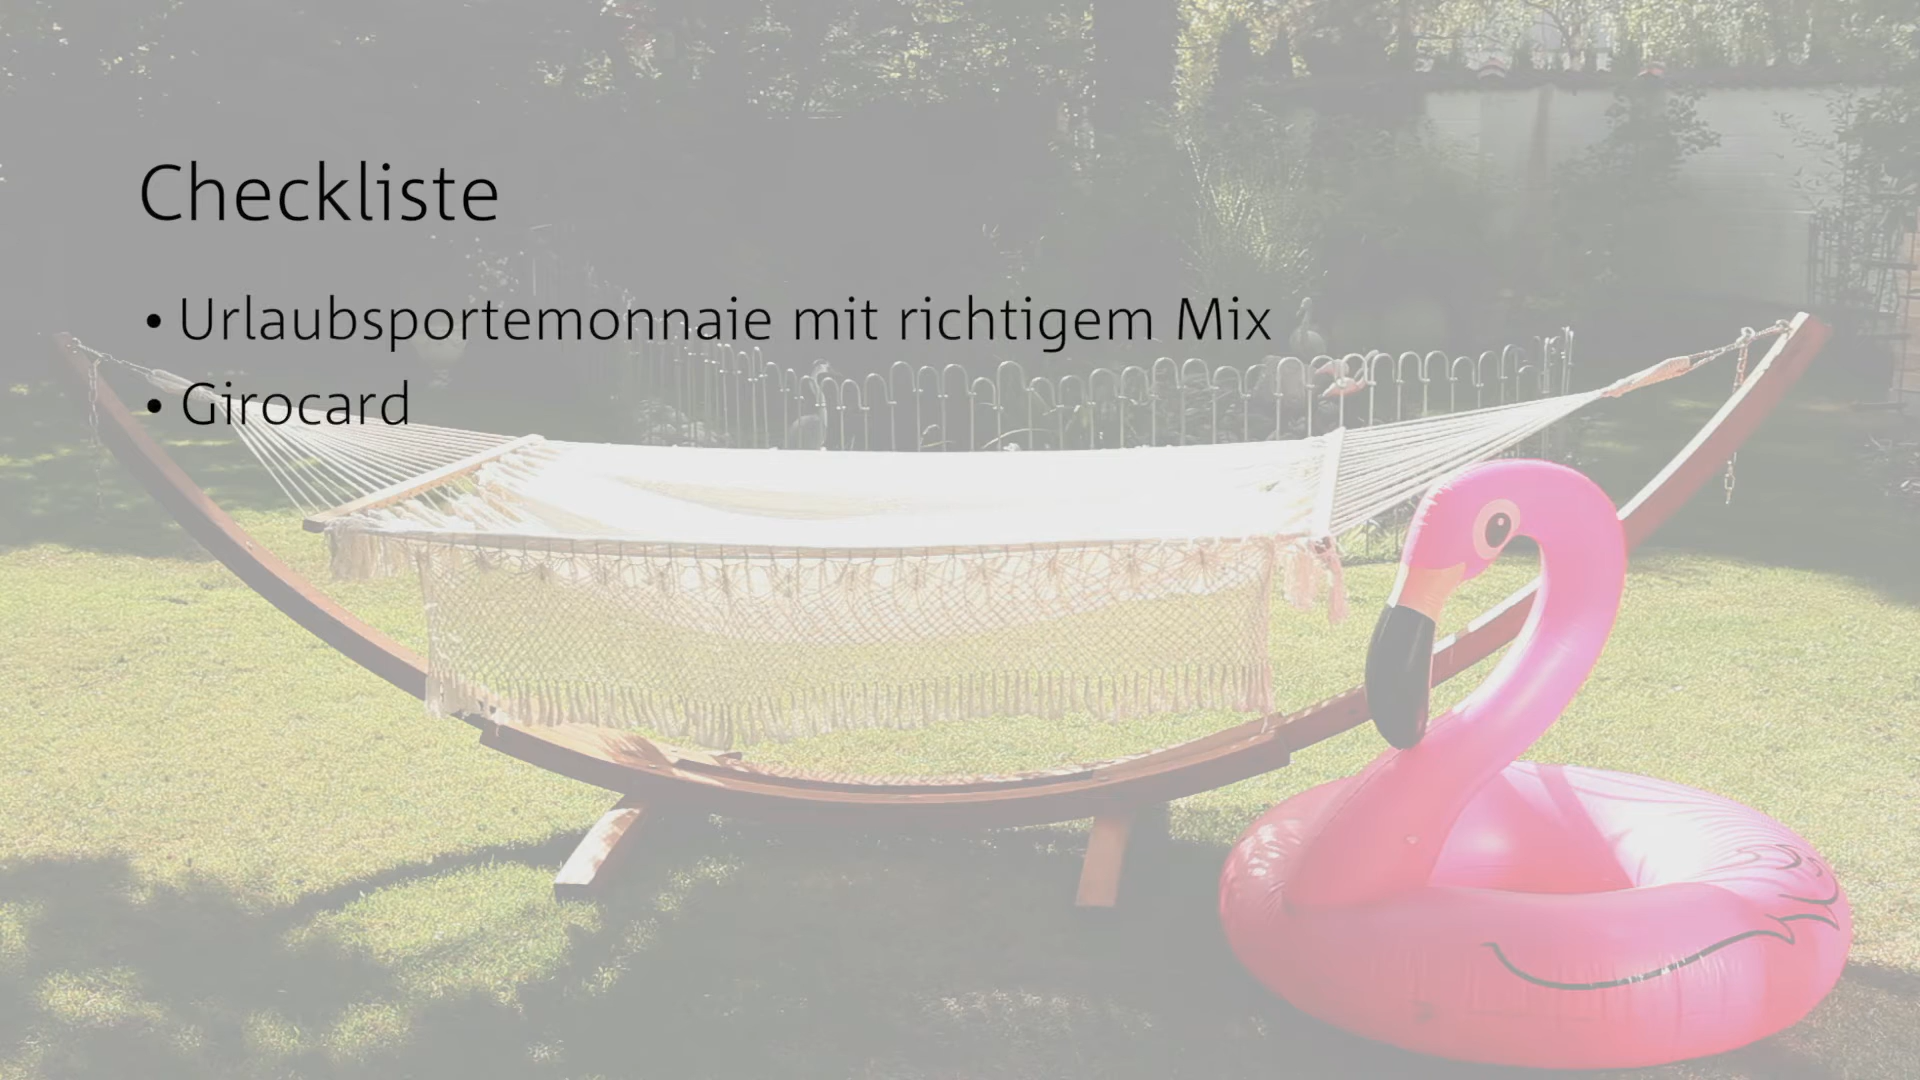 Checkliste
• Urlaubsportemonnaie mit richtigem Mix
• Girocard